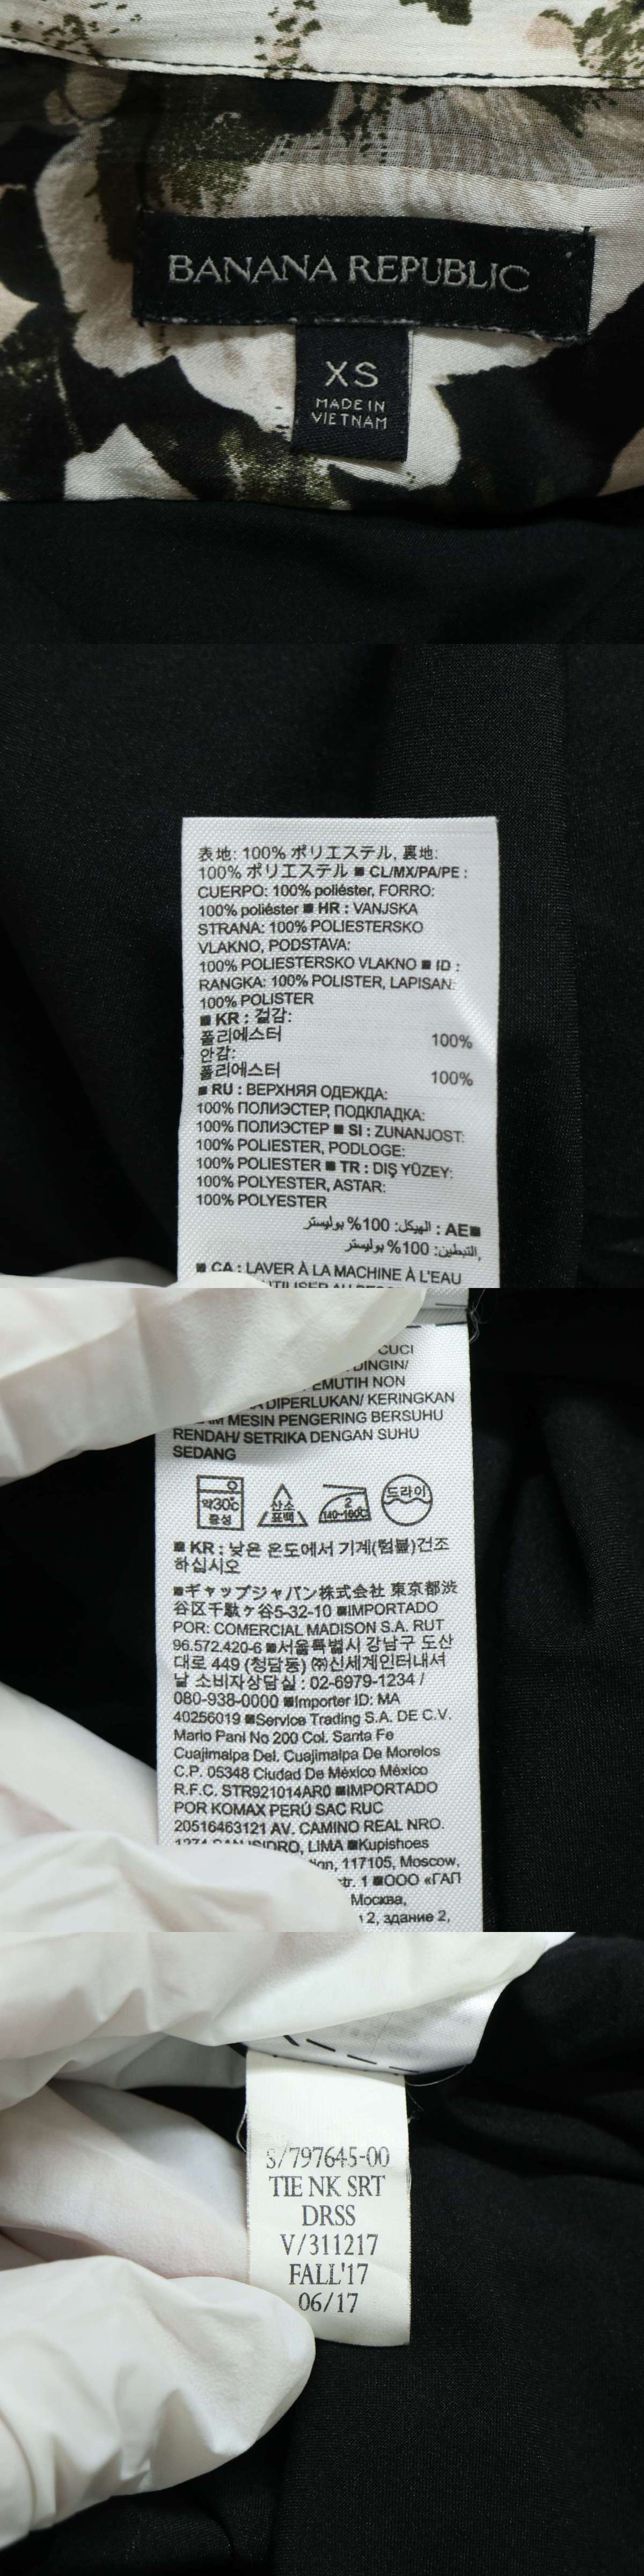 BANANA REPUBLIC
XS
MADE IN
VIETNAM
表地: 100% ポリエステル, 裏地:
100% ポリエステル ■ CL/MX/PA/PE :
CUERPO: 100% poliéster, FORRO:
100% poliéster ■ HR : VANJSKA
STRANA: 100% POLIESTERSKO
VLAKNO, PODSTAVA:
100% POLIESTERSKO VLAKNO ■ ID :
RANGKA: 100% POLISTER, LAPISAN:
100% POLISTER
■ KR : 겉감:
폴리에스터 100%
안감:
폴리에스터 100%
■ RU : ВЕРХНЯЯ ОДЕЖДА:
100% ПОЛИЭСТЕР, ПОДКЛАДКА:
100% ПОЛИЭСТЕР ■ SI : ZUNANJOST:
100% POLIESTER, PODLOGE:
100% POLIESTER ■ TR : DIŞ YÜZEY:
100% POLYESTER, ASTAR:
100% POLYESTER
■AE : الهيكل: 100% بوليستر
,التبطين: 100% بوليستر
■ CA : LAVER À LA MACHINE À L'EAU
CUCI
DINGIN/
EMUTIH NON
DIPERLUKAN/ KERINGKAN
MESIN PENGERING BERSUHU
RENDAH/ SETRIKA DENGAN SUHU
SEDANG
약30℃
중성
산소
표백
2
140~160℃
드라이
■ KR : 낮은 온도에서 기계(텀블)건조
하십시오
■ギャップジャパン株式会社 東京都渋
谷区千駄ヶ谷5-32-10 ■IMPORTADO
POR: COMERCIAL MADISON S.A. RUT
96.572.420-6 ■서울특별시 강남구 도산
대로 449 (청담동) ㈜신세계인터내셔
날 소비자상담실 : 02-6979-1234 /
080-938-0000 ■Importer ID: MA
40256019 ■Service Trading S.A. DE C.V.
Mario Pani No 200 Col. Santa Fe
Cuajimalpa Del. Cuajimalpa De Morelos
C.P. 05348 Ciudad De México México
R.F.C. STR921014AR0 ■IMPORTADO
POR KOMAX PERÚ SAC RUC
20516463121 AV. CAMINO REAL NRO.
1274 SAN ISIDRO, LIMA ■Kupishoes
117105, Moscow,
str. 1 ■ООО «ГАП
Москва,
2, здание 2,
S/797645-00
TIE NK SRT
DRSS
V/311217
FALL'17
06/17